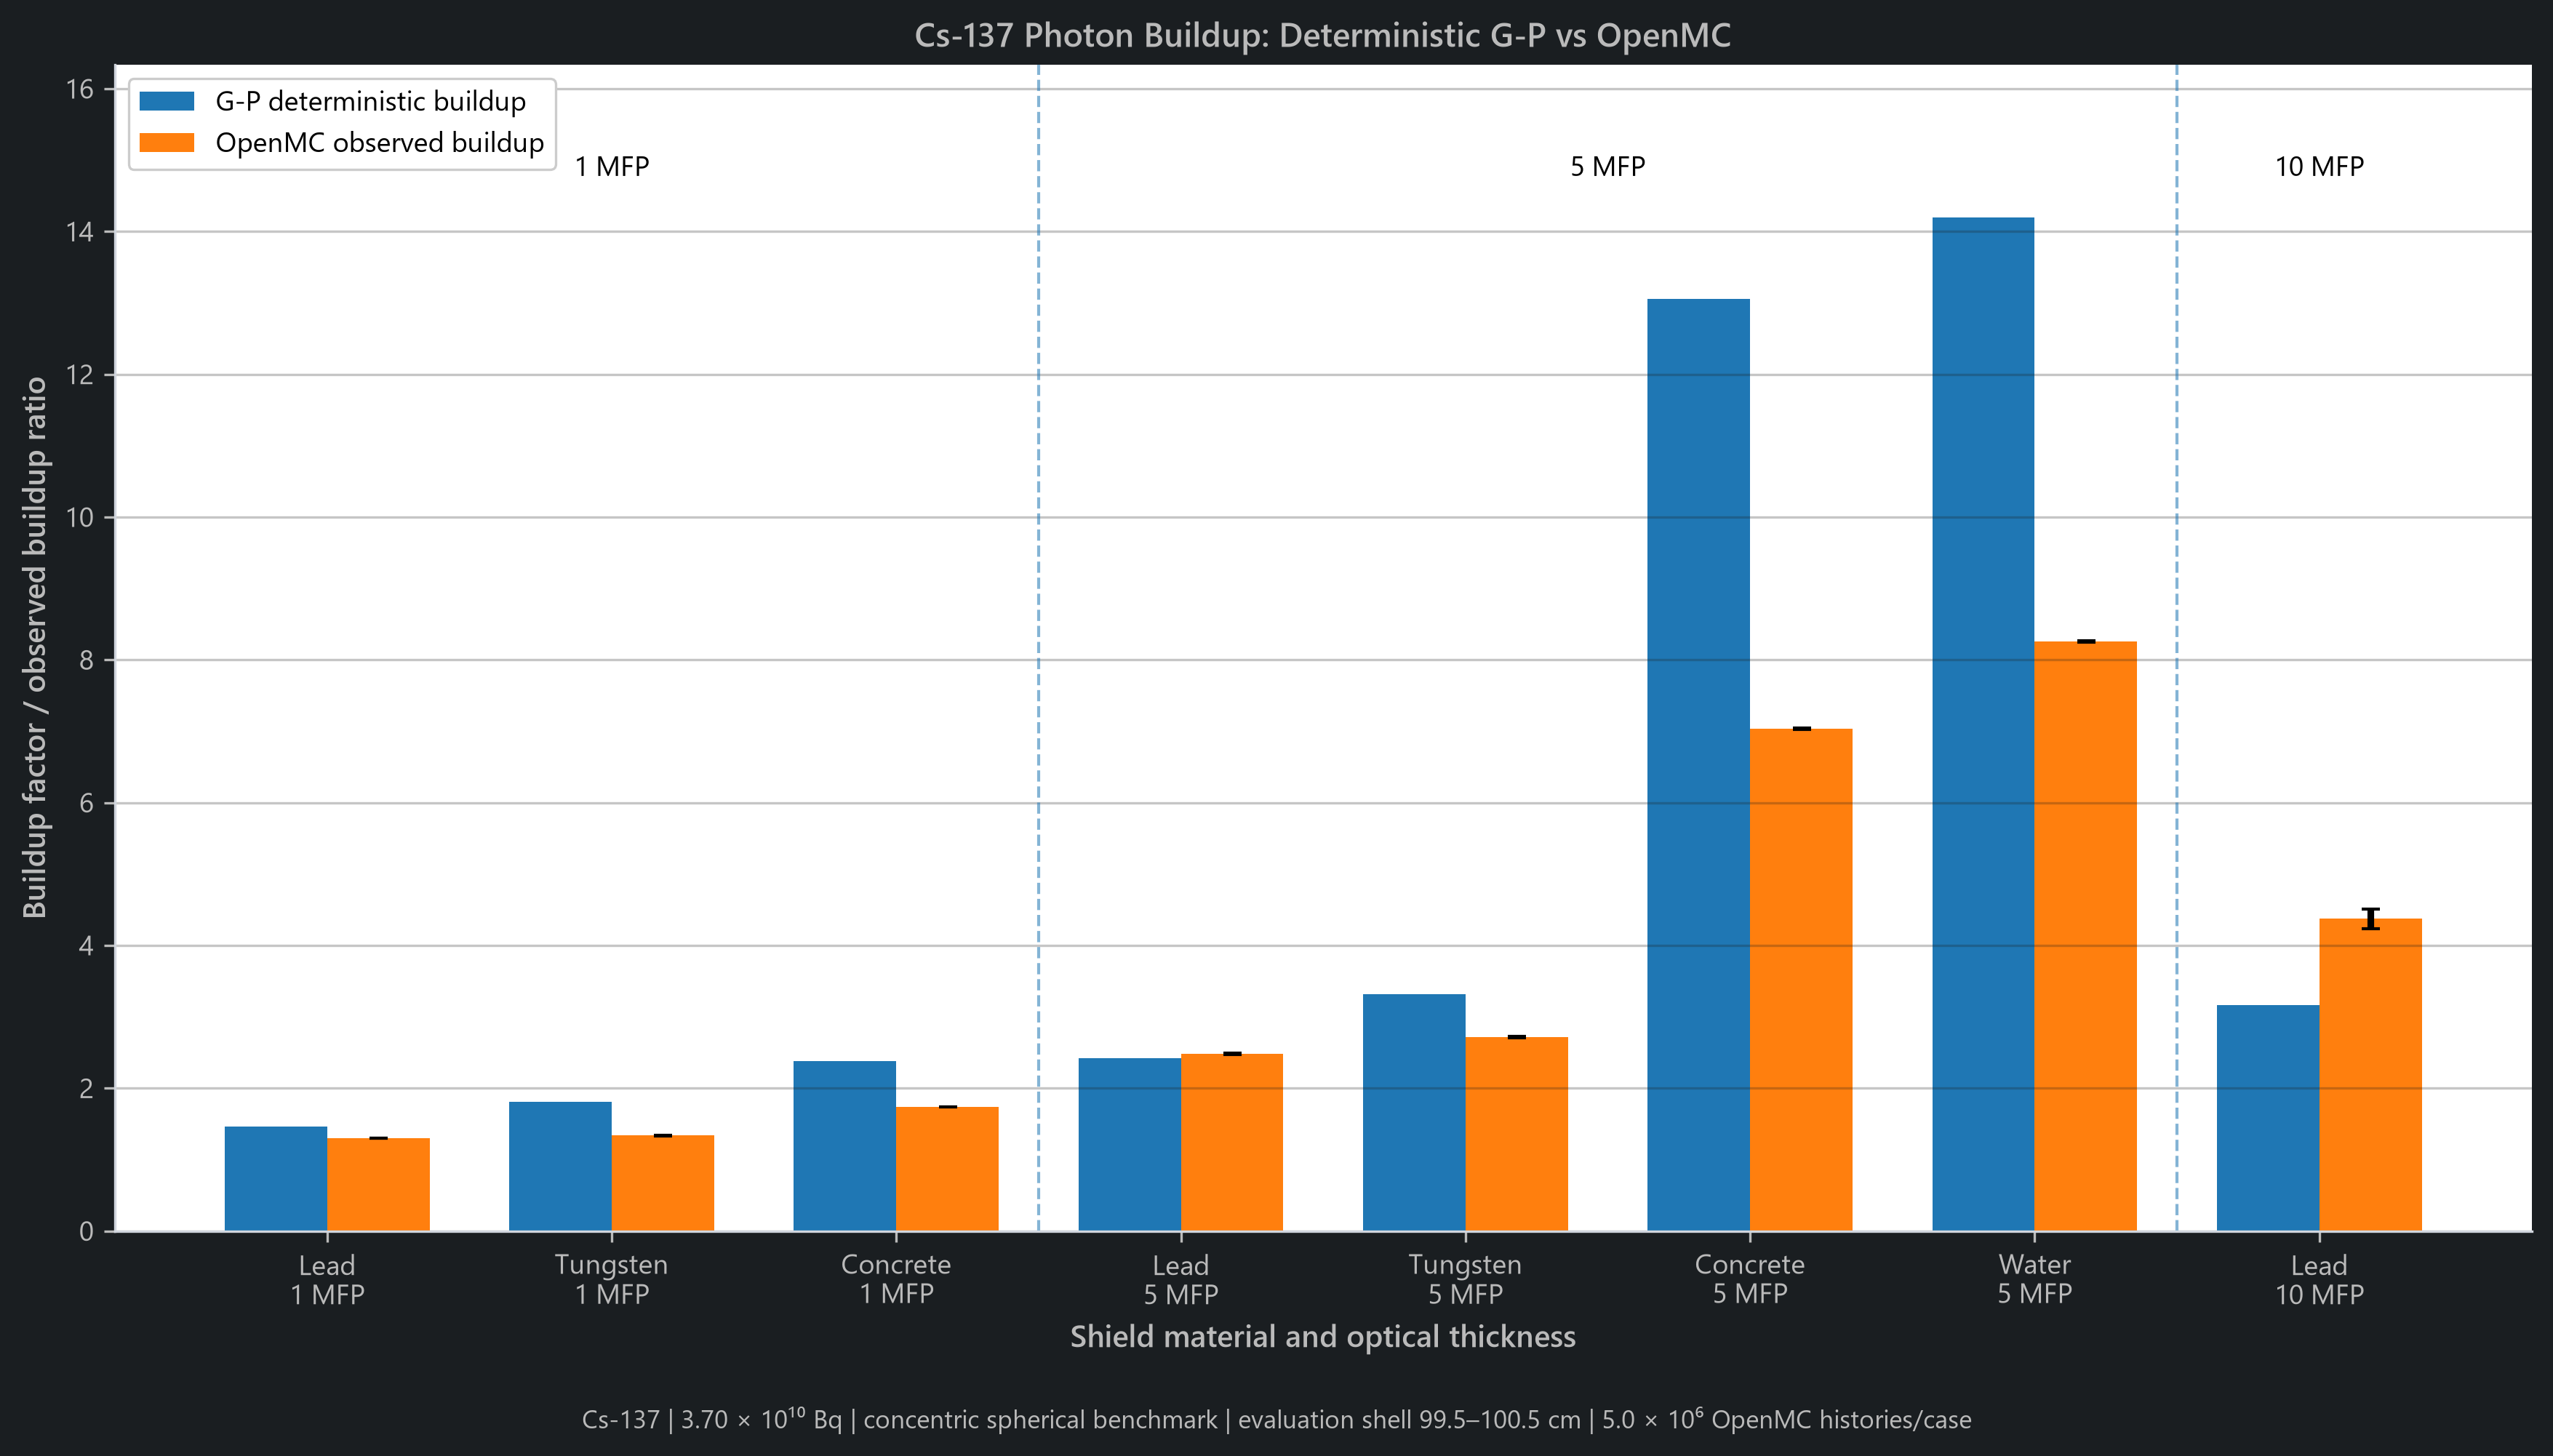 Cs-137 Photon Buildup: Deterministic G-P vs OpenMC
G-P deterministic buildup
OpenMC observed buildup
1 MFP
5 MFP
10 MFP
Buildup factor / observed buildup ratio
16
14
12
10
8
6
4
2
0
Lead
1 MFP
Tungsten
1 MFP
Concrete
1 MFP
Lead
5 MFP
Tungsten
5 MFP
Concrete
5 MFP
Water
5 MFP
Lead
10 MFP
Shield material and optical thickness
Cs-137 | 3.70 × 10¹⁰ Bq | concentric spherical benchmark | evaluation shell 99.5–100.5 cm | 5.0 × 10⁶ OpenMC histories/case